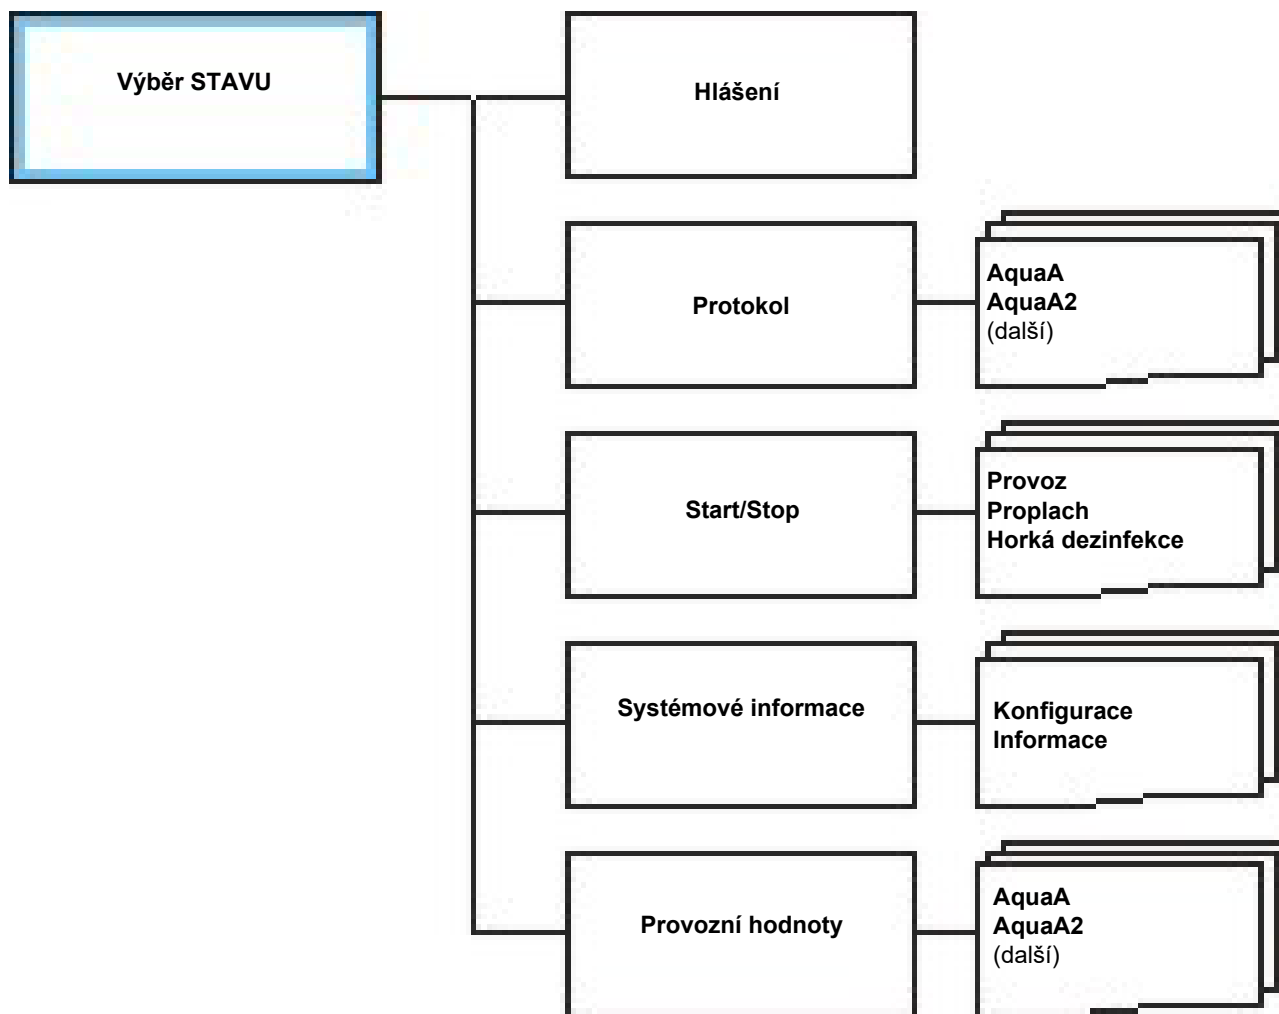 Výběr STAVU
Hlášení
Protokol
AquaA
AquaA2
(další)
Start/Stop
Provoz
Proplach
Horká dezinfekce
Systémové informace
Konfigurace
Informace
Provozní hodnoty
AquaA
AquaA2
(další)